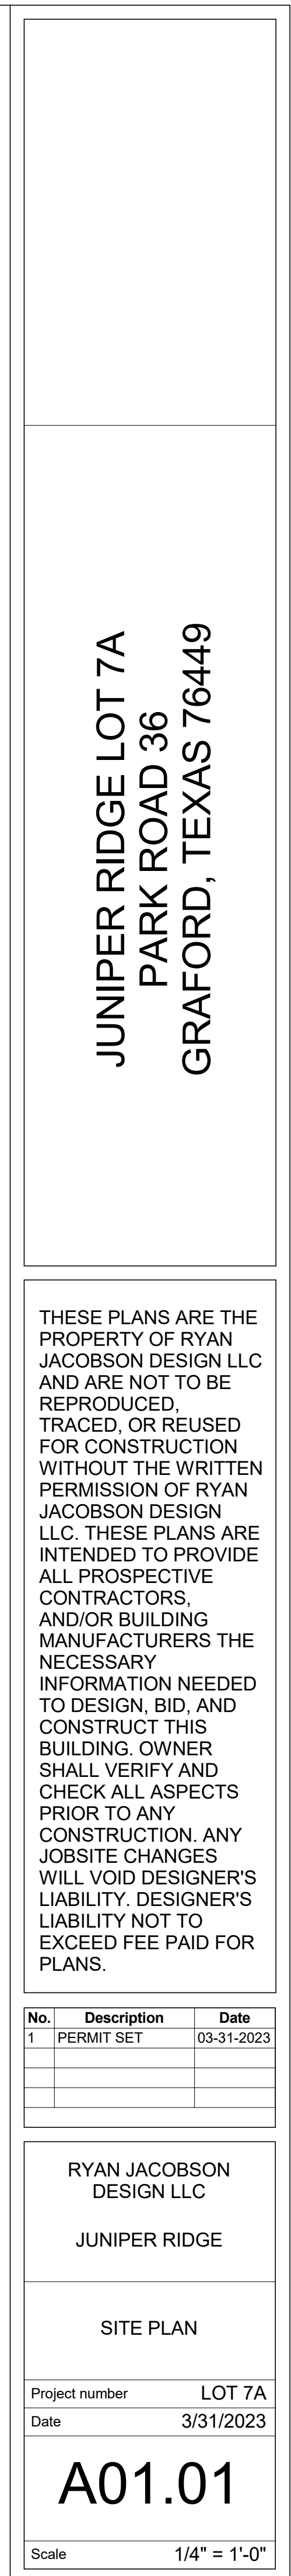 JUNIPER RIDGE LOT 7A
PARK ROAD 36
GRAFORD, TEXAS 76449
THESE PLANS ARE THE
PROPERTY OF RYAN
JACOBSON DESIGN LLC
AND ARE NOT TO BE
REPRODUCED,
TRACED, OR REUSED
FOR CONSTRUCTION
WITHOUT THE WRITTEN
PERMISSION OF RYAN
JACOBSON DESIGN
LLC. THESE PLANS ARE
INTENDED TO PROVIDE
ALL PROSPECTIVE
CONTRACTORS,
AND/OR BUILDING
MANUFACTURERS THE
NECESSARY
INFORMATION NEEDED
TO DESIGN, BID, AND
CONSTRUCT THIS
BUILDING. OWNER
SHALL VERIFY AND
CHECK ALL ASPECTS
PRIOR TO ANY
CONSTRUCTION. ANY
JOBSITE CHANGES
WILL VOID DESIGNER'S
LIABILITY. DESIGNER'S
LIABILITY NOT TO
EXCEED FEE PAID FOR
PLANS.
No. Description Date
1 PERMIT SET 03-31-2023
RYAN JACOBSON
DESIGN LLC
JUNIPER RIDGE
SITE PLAN
Project number LOT 7A
Date 3/31/2023
A01.01
Scale 1/4" = 1'-0"